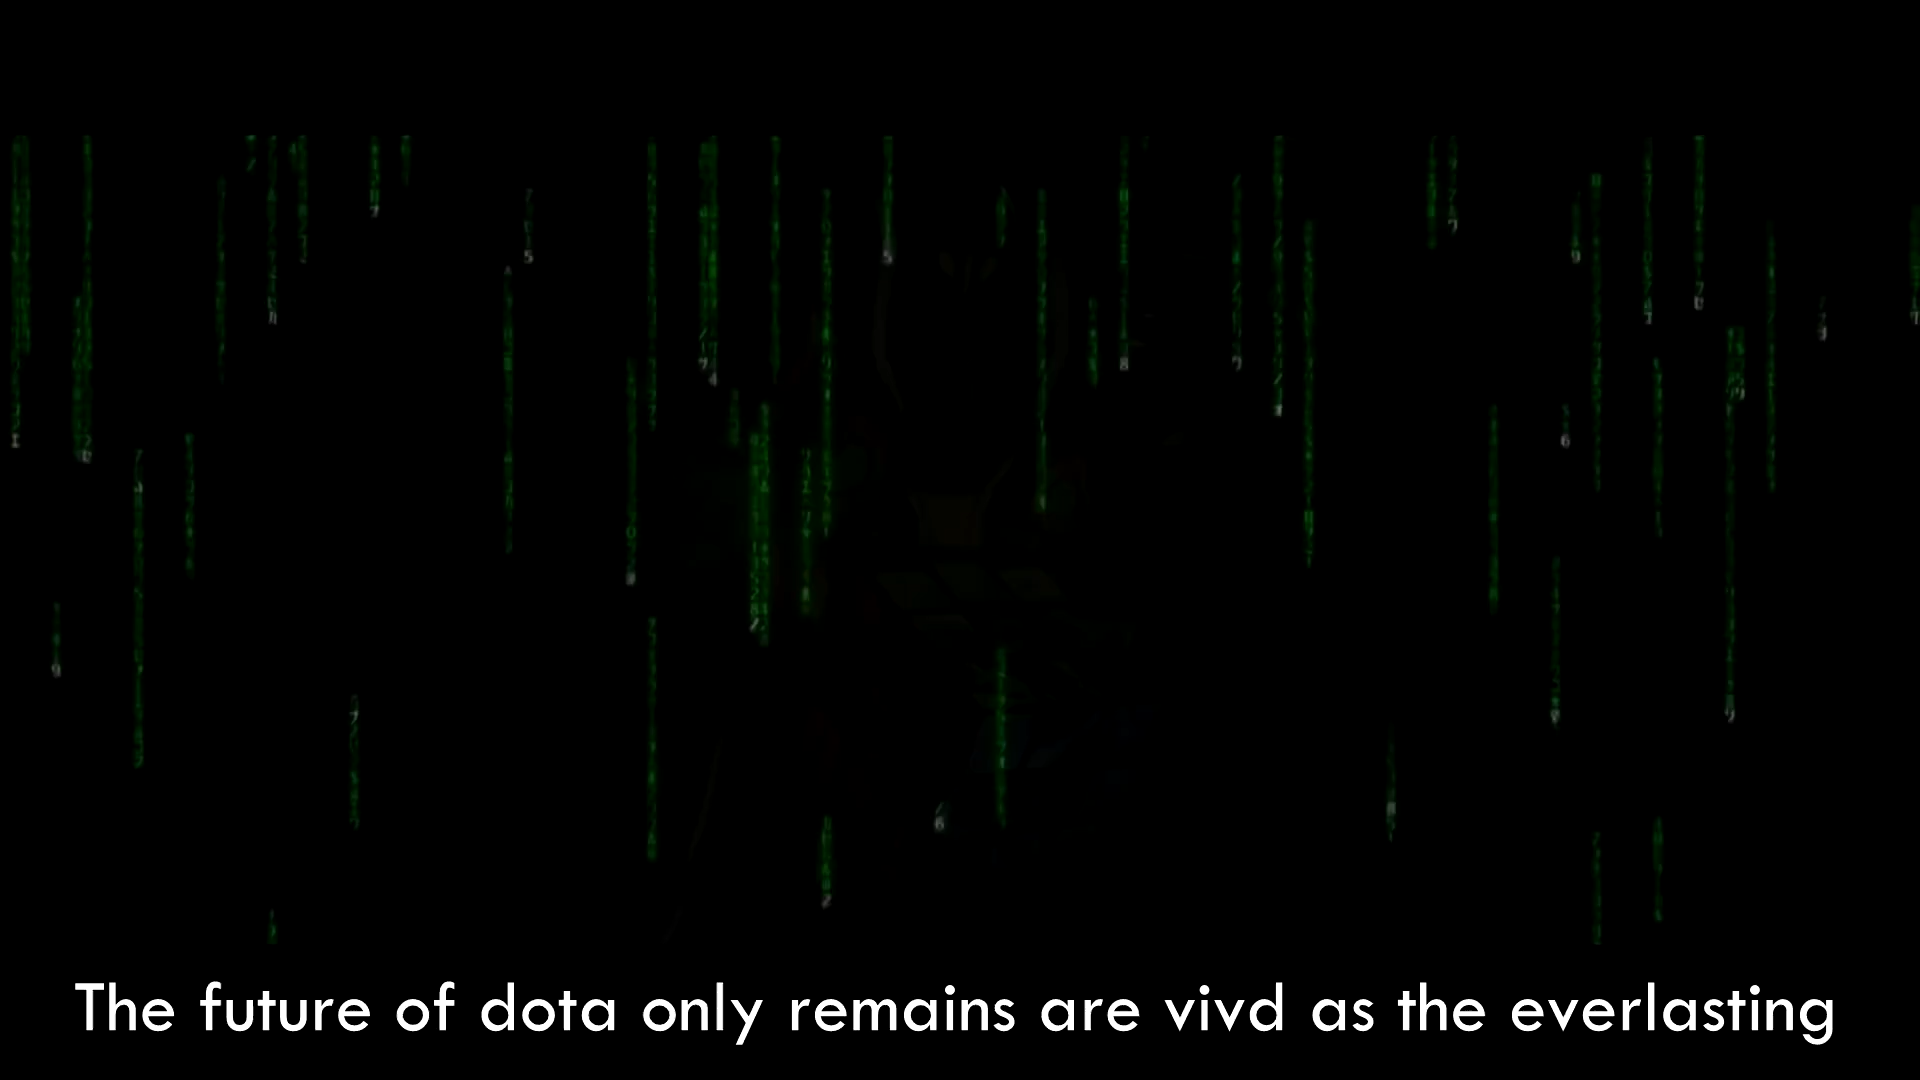 The future of dota only remains are vivd as the everlasting